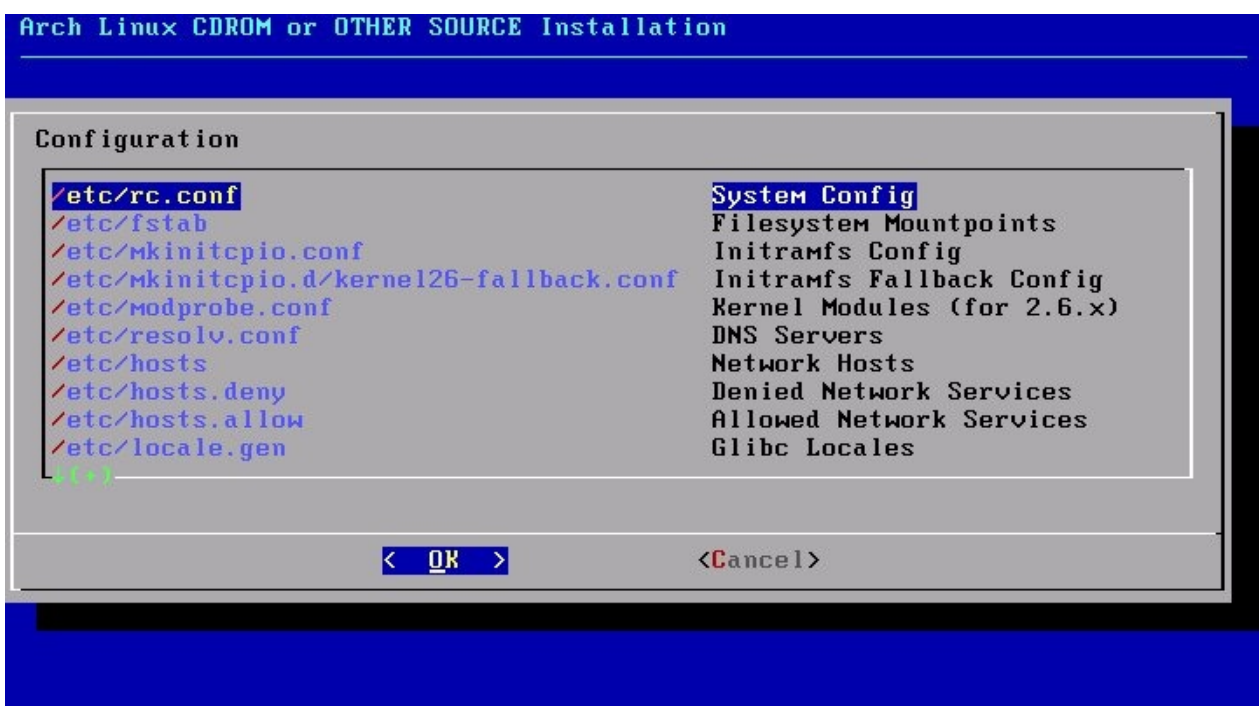 Arch Linux CDROM or OTHER SOURCE Installation
Configuration
/etc/rc.conf System Config
/etc/fstab Filesystem Mountpoints
/etc/mkinitcpio.conf Initramfs Config
/etc/mkinitcpio.d/kernel26-fallback.conf Initramfs Fallback Config
/etc/modprobe.conf Kernel Modules (for 2.6.x)
/etc/resolv.conf DNS Servers
/etc/hosts Network Hosts
/etc/hosts.deny Denied Network Services
/etc/hosts.allow Allowed Network Services
/etc/locale.gen Glibc Locales
↓(+)
< OK > <Cancel>